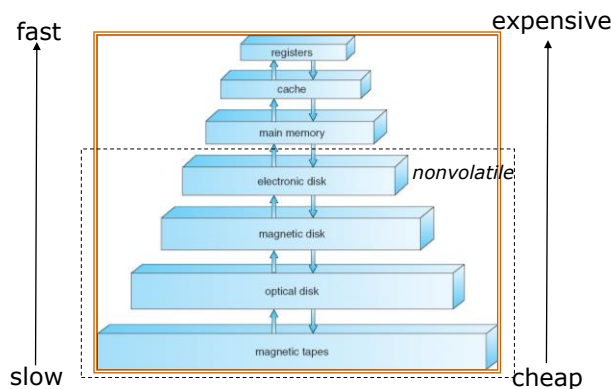 fast
expensive
registers
cache
main memory
electronic disk
nonvolatile
magnetic disk
optical disk
magnetic tapes
slow
cheap